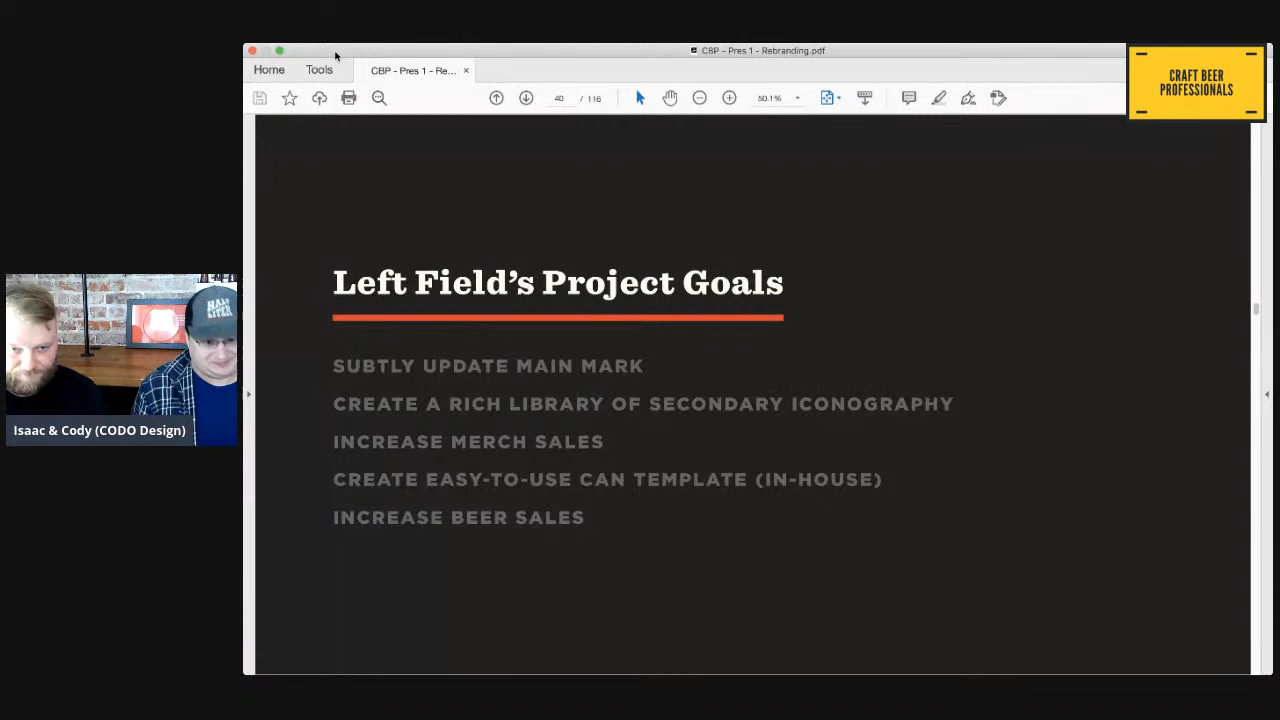 CBP - Pres 1 - Rebranding.pdf
Home
Tools
CBP - Pres 1 - Re... ×
40 / 116
50.1%
CRAFT BEER
PROFESSIONALS
Left Field’s Project Goals
SUBTLY UPDATE MAIN MARK
CREATE A RICH LIBRARY OF SECONDARY ICONOGRAPHY
INCREASE MERCH SALES
CREATE EASY-TO-USE CAN TEMPLATE (IN-HOUSE)
INCREASE BEER SALES
HALF
LITER
Isaac & Cody (CODO Design)